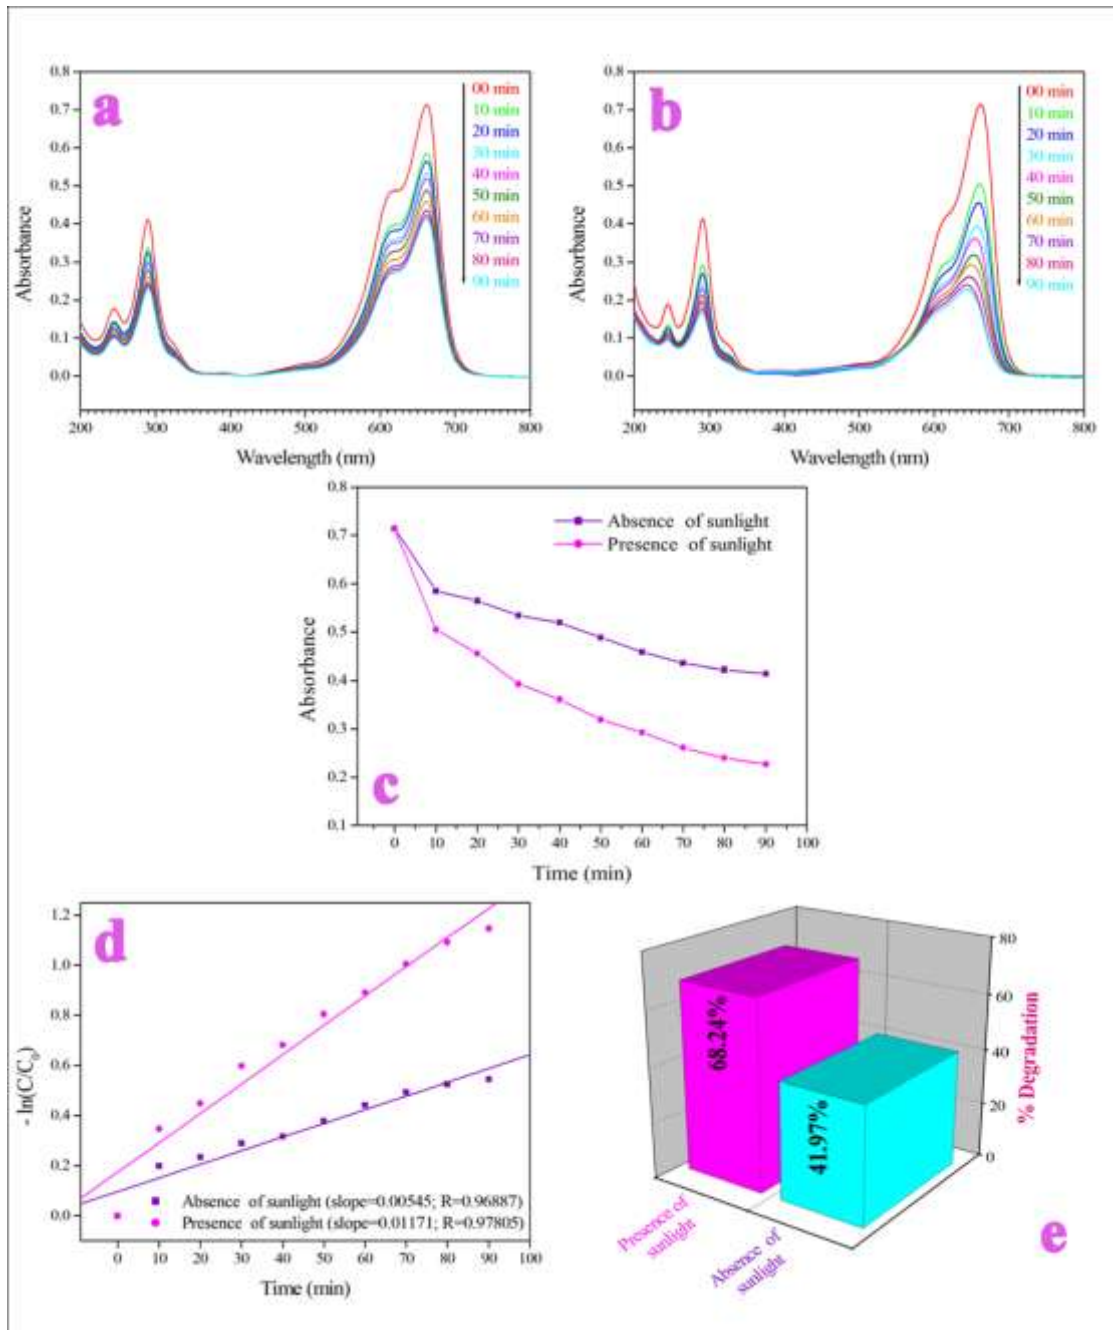 a
0.8
0.7
0.6
0.5
0.4
0.3
0.2
0.1
0.0
Absorbance
200 300 400 500 600 700 800
Wavelength (nm)
00 min
10 min
20 min
30 min
40 min
50 min
60 min
70 min
80 min
90 min
b
0.8
0.7
0.6
0.5
0.4
0.3
0.2
0.1
0.0
Absorbance
200 300 400 500 600 700 800
Wavelength (nm)
00 min
10 min
20 min
30 min
40 min
50 min
60 min
70 min
80 min
90 min
c
0.8
0.7
0.6
0.5
0.4
0.3
0.2
0.1
Absorbance
Absence of sunlight
Presence of sunlight
0 10 20 30 40 50 60 70 80 90 100
Time (min)
d
1.2
1.0
0.8
0.6
0.4
0.2
0.0
- ln(C/C₀)
Absence of sunlight (slope=0.00545; R=0.96887)
Presence of sunlight (slope=0.01171; R=0.97805)
0 10 20 30 40 50 60 70 80 90 100
Time (min)
68.24%
41.97%
80
60
40
20
0
% Degradation
Presence of
sunlight
Absence of
sunlight
e